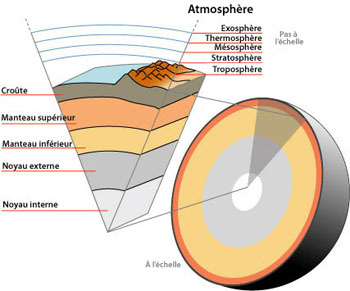 Atmosphère
Exosphère
Thermosphère
Mésosphère
Stratosphère
Troposphère
Pas à
l'échelle
Croûte
Manteau supérieur
Manteau inférieur
Noyau externe
Noyau interne
À l'échelle